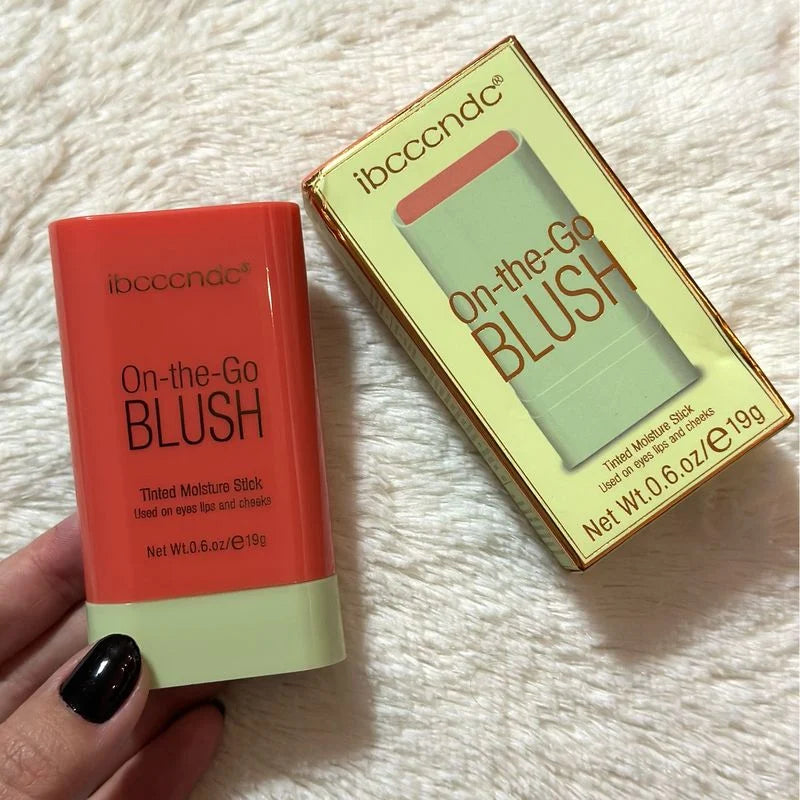 ibcccndc®
On-the-Go
BLUSH
Tinted Moisture Stick
Used on eyes lips and cheeks
Net Wt.0.6.oz/℮19g
ibcccndc®
On-the-Go
BLUSH
Tinted Moisture Stick
Used on eyes lips and cheeks
Net Wt.0.6.oz/℮19g